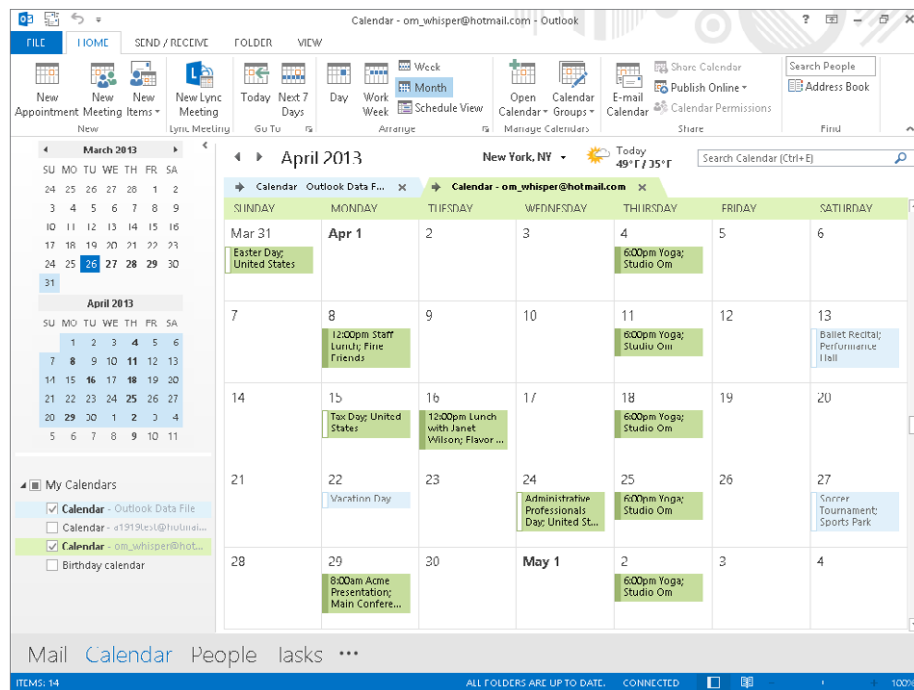 Calendar - om_whisper@hotmail.com - Outlook
FILE HOME SEND / RECEIVE FOLDER VIEW
New Appointment
New Meeting
New Items
New
New Lync Meeting
Lync Meeting
Today
Next 7 Days
Go To
Day
Work Week
Week
Month
Schedule View
Arrange
Open Calendar
Calendar Groups
Manage Calendars
E-mail Calendar
Share Calendar
Publish Online
Calendar Permissions
Share
Search People
Address Book
Find
March 2013
SU MO TU WE TH FR SA
24 25 26 27 28 1 2
3 4 5 6 7 8 9
10 11 12 13 14 15 16
17 18 19 20 21 22 23
24 25 26 27 28 29 30
31
April 2013
SU MO TU WE TH FR SA
1 2 3 4 5 6
7 8 9 10 11 12 13
14 15 16 17 18 19 20
21 22 23 24 25 26 27
28 29 30 1 2 3 4
5 6 7 8 9 10 11
My Calendars
Calendar - Outlook Data File
Calendar - a1919test@hotmai...
Calendar - om_whisper@hot...
Birthday calendar
April 2013
New York, NY
Today
49°F / 35°F
Search Calendar (Ctrl+E)
Calendar Outlook Data F...
Calendar - om_whisper@hotmail.com
SUNDAY MONDAY TUESDAY WEDNESDAY THURSDAY FRIDAY SATURDAY
Mar 31 Apr 1 2 3 4 5 6
Easter Day;
United States
6:00pm Yoga;
Studio Om
7 8 9 10 11 12 13
12:00pm Staff
Lunch; Fine
Friends
6:00pm Yoga;
Studio Om
Ballet Recital;
Performance
Hall
14 15 16 17 18 19 20
Tax Day; United
States
12:00pm Lunch
with Janet
Wilson; Flavor ...
6:00pm Yoga;
Studio Om
21 22 23 24 25 26 27
Vacation Day
Administrative
Professionals
Day; United St...
6:00pm Yoga;
Studio Om
Soccer
Tournament;
Sports Park
28 29 30 May 1 2 3 4
8:00am Acme
Presentation;
Main Confere...
6:00pm Yoga;
Studio Om
Mail Calendar People Tasks
ITEMS: 14
ALL FOLDERS ARE UP TO DATE. CONNECTED 100%